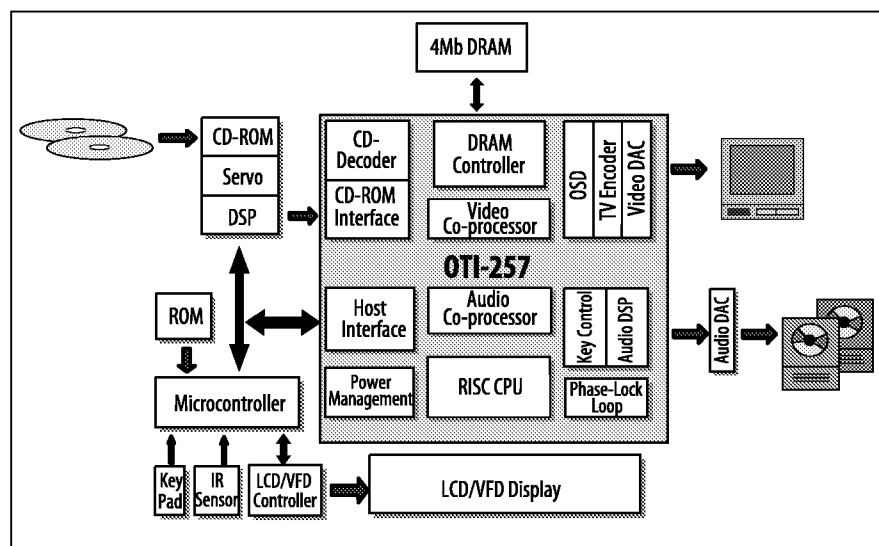 4Mb DRAM
CD-ROM
Servo
DSP
CD-
Decoder
CD-ROM
Interface
DRAM
Controller
Video
Co-processor
OSD
TV Encoder
Video DAC
OTI-257
ROM
Host
Interface
Audio
Co-processor
Key Control
Audio DSP
Audio DAC
Microcontroller
Power
Management
RISC CPU
Phase-Lock
Loop
Key
Pad
IR
Sensor
LCD/VFD
Controller
LCD/VFD Display